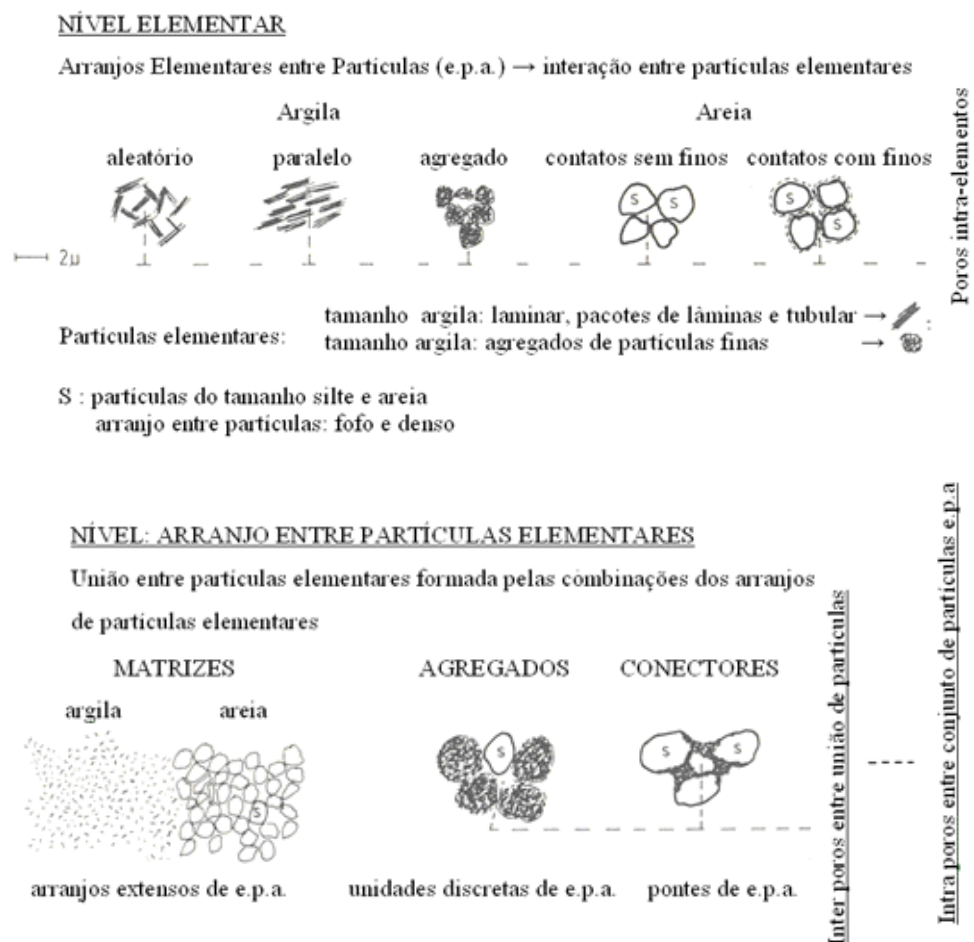 NÍVEL ELEMENTAR
Arranjos Elementares entre Partículas (e.p.a.) → interação entre partículas elementares
Argila
Areia
aleatório
paralelo
agregado
contatos sem finos
contatos com finos
S
S
S
2µ
Poros intra-elementos
Partículas elementares:
tamanho argila: laminar, pacotes de lâminas e tubular → :
tamanho argila: agregados de partículas finas →
S : partículas do tamanho silte e areia
arranjo entre partículas: fofo e denso
NÍVEL: ARRANJO ENTRE PARTÍCULAS ELEMENTARES
União entre partículas elementares formada pelas combinações dos arranjos
de partículas elementares
MATRIZES
AGREGADOS
CONECTORES
argila
areia
S
S
S
S
arranjos extensos de e.p.a.
unidades discretas de e.p.a.
pontes de e.p.a.
Inter poros entre união de partículas
Intra poros entre conjunto de partículas e.p.a